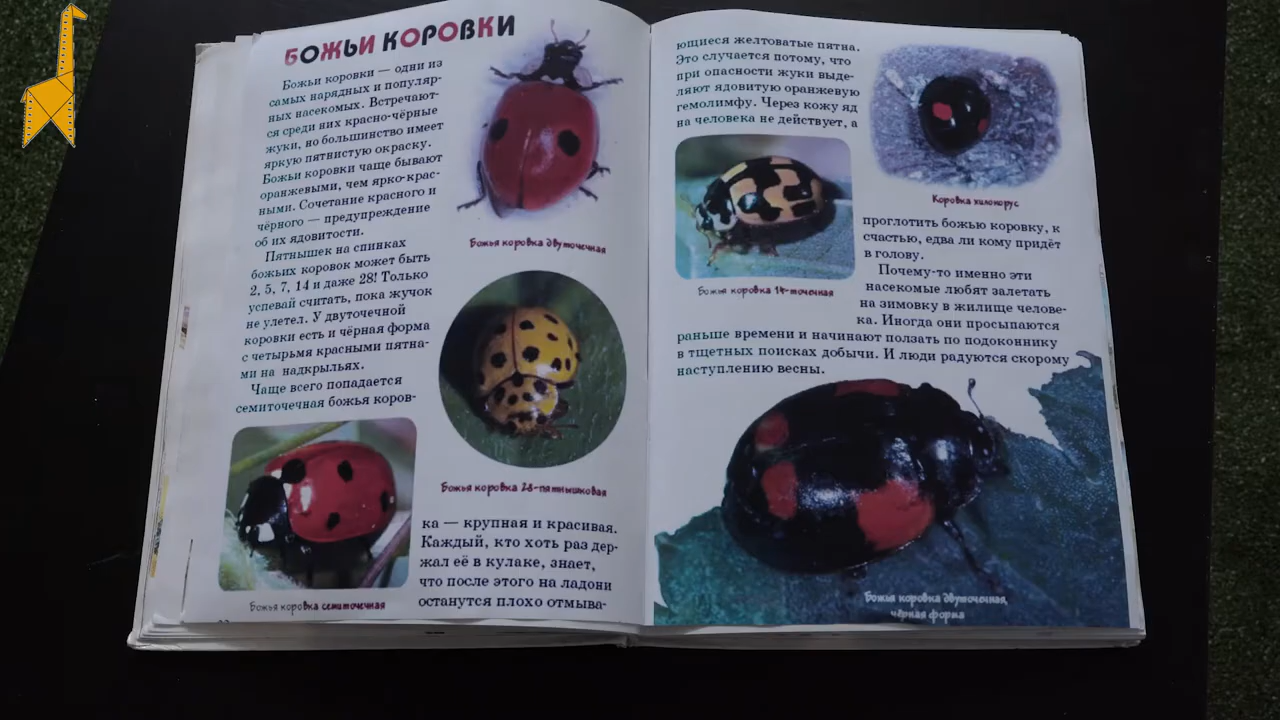 БОЖЬИ КОРОВКИ
Божьи коровки — одни из
самых нарядных и популяр-
ных насекомых. Встречают-
ся среди них красно-чёрные
жуки, но большинство имеет
яркую пятнистую окраску.
Божьи коровки чаще бывают
оранжевыми, чем ярко-крас-
ными. Сочетание красного и
чёрного — предупреждение
об их ядовитости.
Пятнышек на спинках
божьих коровок может быть
2, 5, 7, 14 и даже 28! Только
успевай считать, пока жучок
не улетел. У двуточечной
коровки есть и чёрная форма
с четырьмя красными пятна-
ми на надкрыльях.
Чаще всего попадается
семиточечная божья коров-
Божья коровка семиточечная
Божья коровка двуточечная
Божья коровка 28-пятнышковая
ка — крупная и красивая.
Каждый, кто хоть раз дер-
жал её в кулаке, знает,
что после этого на ладони
останутся плохо отмыва-
ющиеся желтоватые пятна.
Это случается потому, что
при опасности жуки выде-
ляют ядовитую оранжевую
гемолимфу. Через кожу яд
на человека не действует, а
Божья коровка 14-точечная
Коровка хилокорус
проглотить божью коровку, к
счастью, едва ли кому придёт
в голову.
Почему-то именно эти
насекомые любят залетать
на зимовку в жилище челове-
ка. Иногда они просыпаются
раньше времени и начинают ползать по подоконнику
в тщетных поисках добычи. И люди радуются скорому
наступлению весны.
Божья коровка двуточечная,
чёрная форма